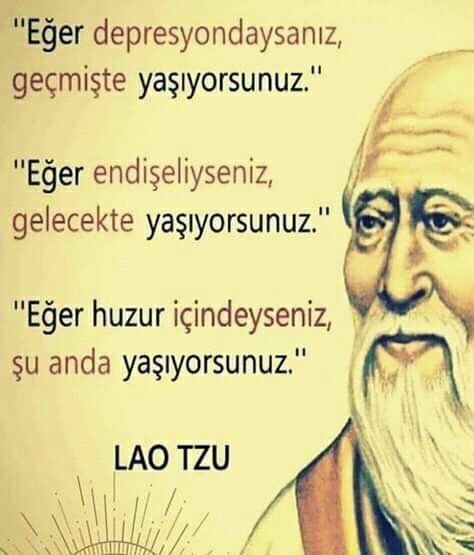 "Eğer depresyondaysanız,
geçmişte yaşıyorsunuz."
"Eğer endişeliyseniz,
gelecekte yaşıyorsunuz."
"Eğer huzur içindeyseniz,
şu anda yaşıyorsunuz."
LAO TZU